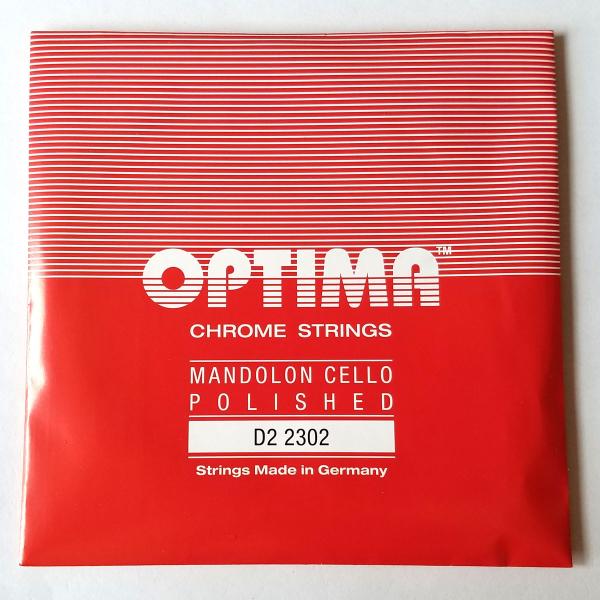 OPTIMA™
CHROME STRINGS
MANDOLON CELLO
POLISHED
D2 2302
Strings Made in Germany